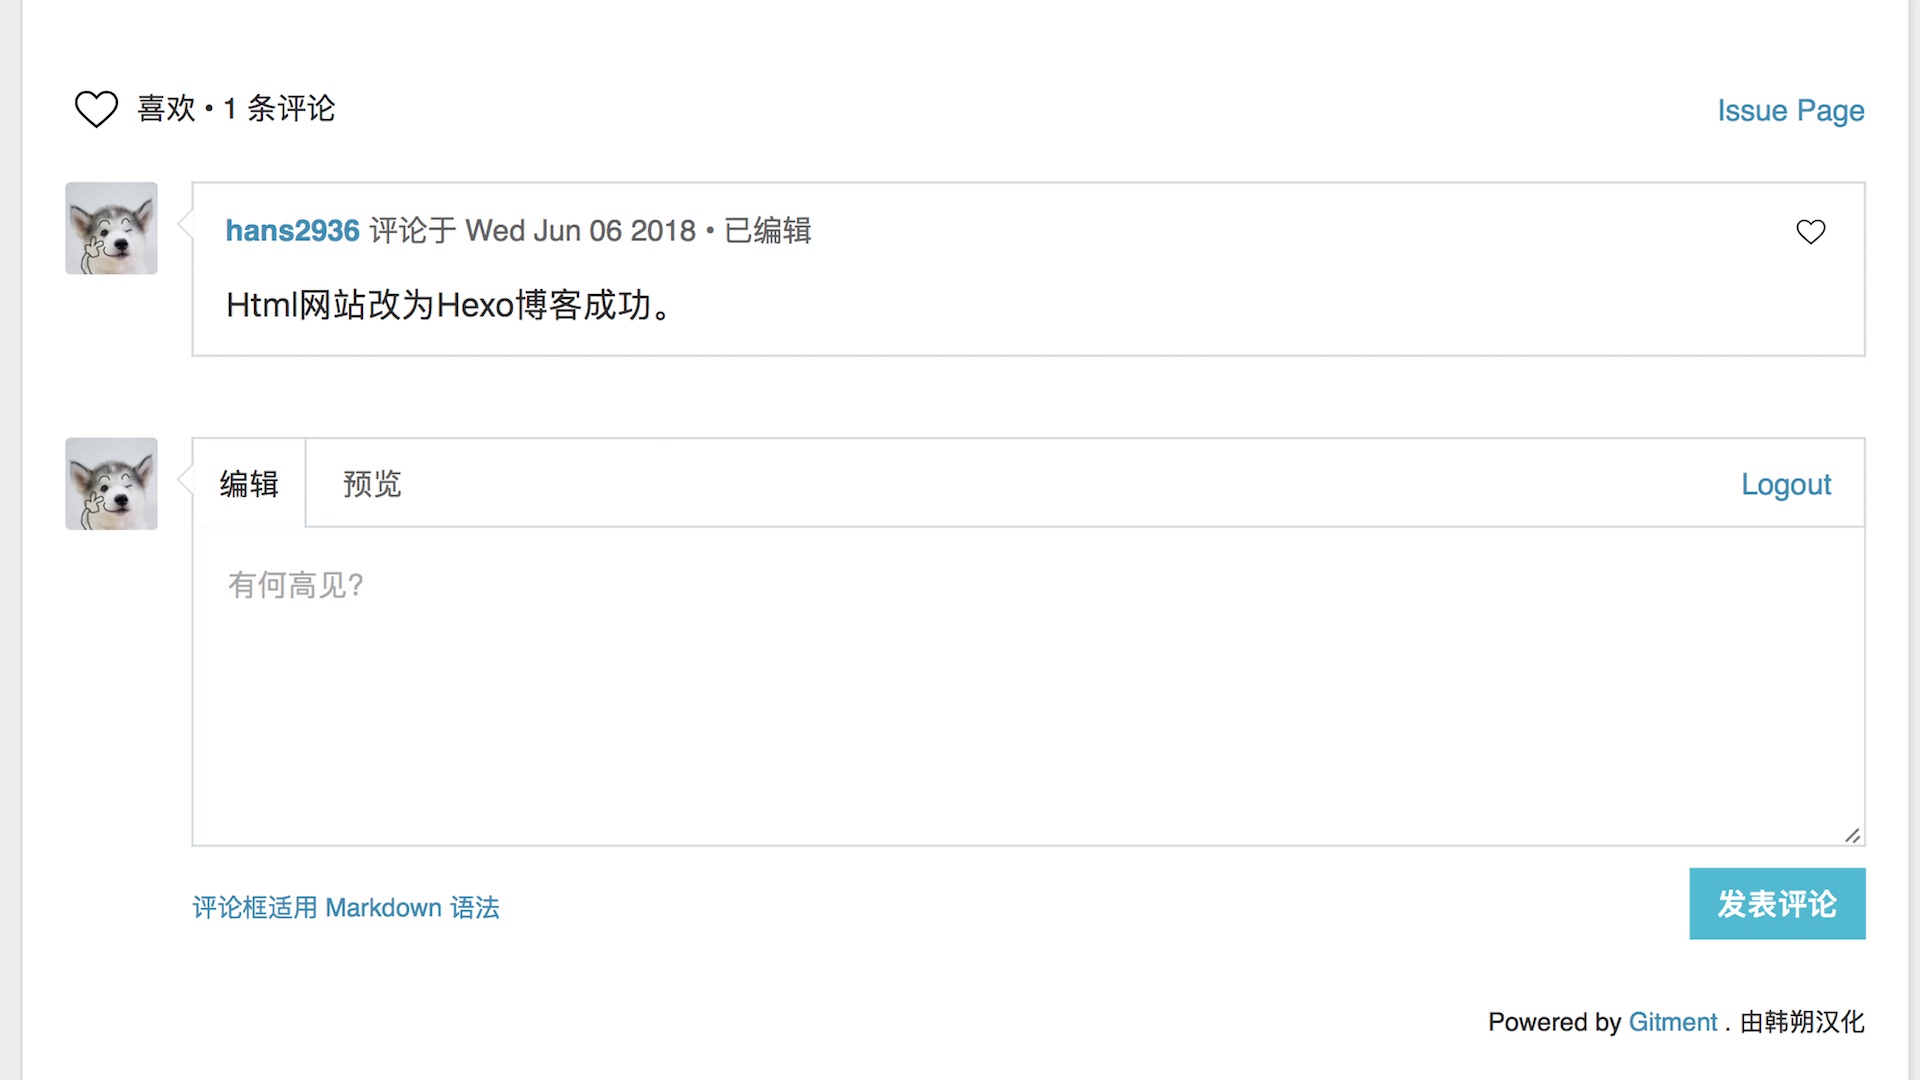 喜欢 • 1 条评论
Issue Page
hans2936 评论于 Wed Jun 06 2018 • 已编辑
Html网站改为Hexo博客成功。
编辑 预览 Logout
有何高见?
评论框适用 Markdown 语法
发表评论
Powered by Gitment . 由韩朔汉化